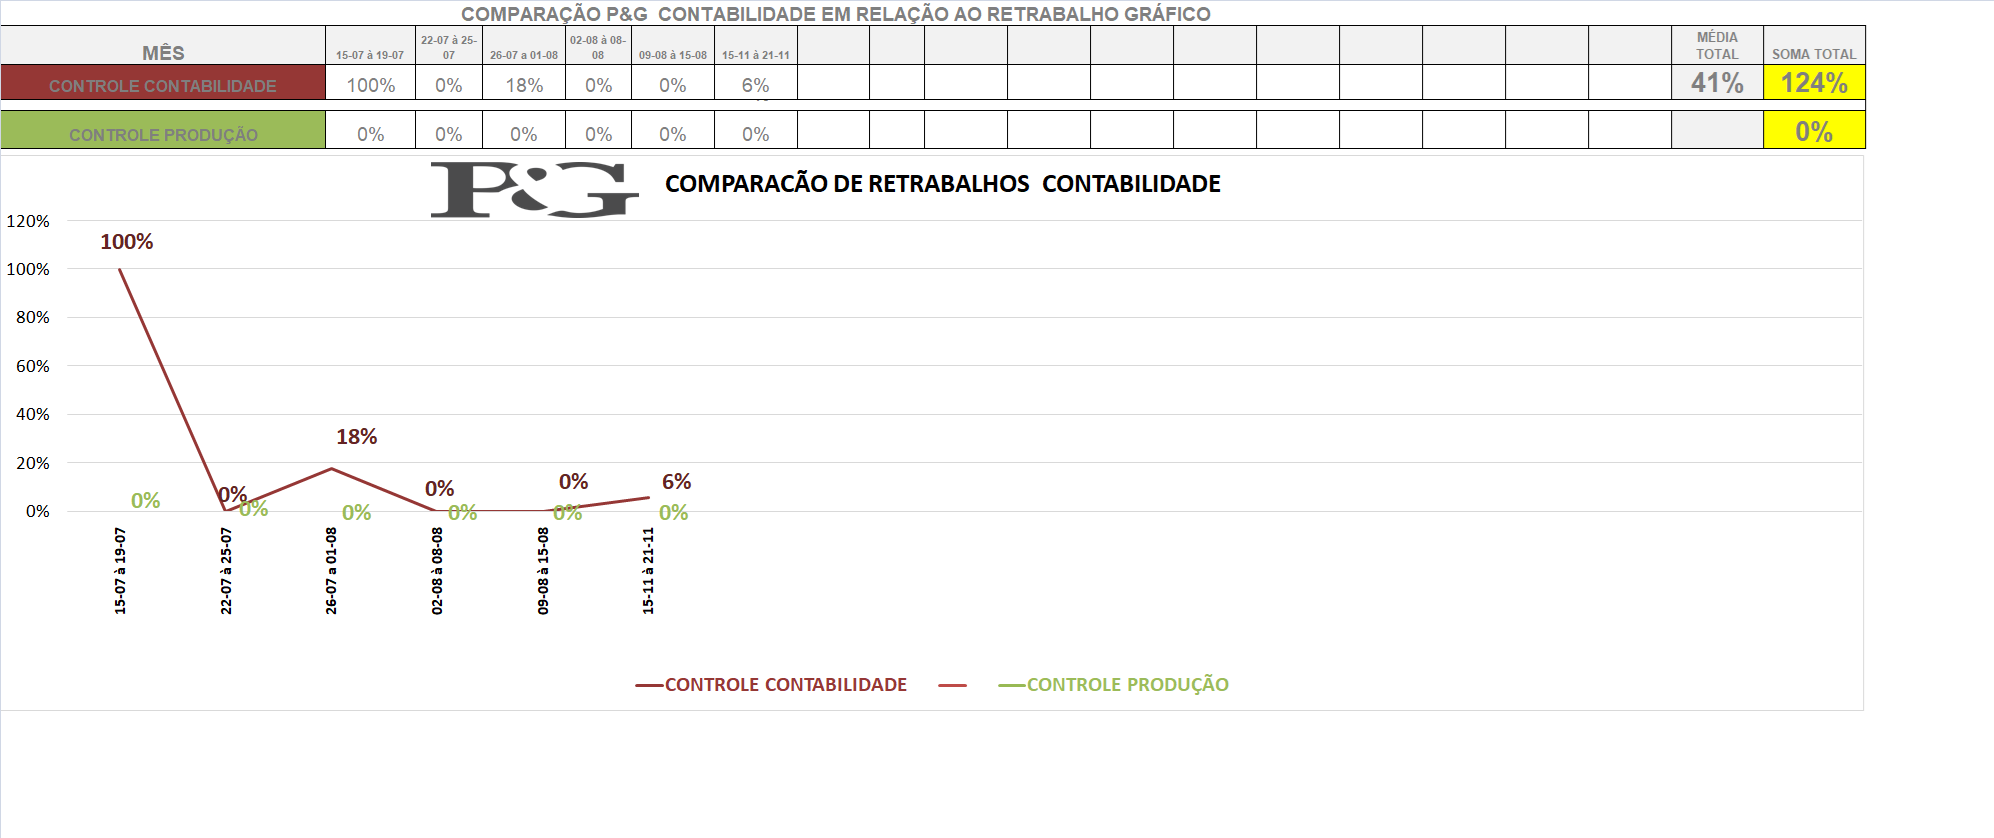 COMPARAÇÃO P&G  CONTABILIDADE EM RELAÇÃO AO RETRABALHO GRÁFICO
MÊS 15-07 à 19-07 22-07 à 25-07 26-07 a 01-08 02-08 à 08-08 09-08 à 15-08 15-11 à 21-11 MÉDIA TOTAL SOMA TOTAL
CONTROLE CONTABILIDADE 100% 0% 18% 0% 0% 6% 41% 124%
CONTROLE PRODUÇÃO 0% 0% 0% 0% 0% 0% 0%
P&G COMPARACÃO DE RETRABALHOS  CONTABILIDADE
120%
100%
100%
80%
60%
40%
18%
20%
0% 0% 0% 6%
0% 0% 0% 0% 0% 0%
0%
15-07 à 19-07
22-07 à 25-07
26-07 a 01-08
02-08 à 08-08
09-08 à 15-08
15-11 à 21-11
CONTROLE CONTABILIDADE CONTROLE PRODUÇÃO